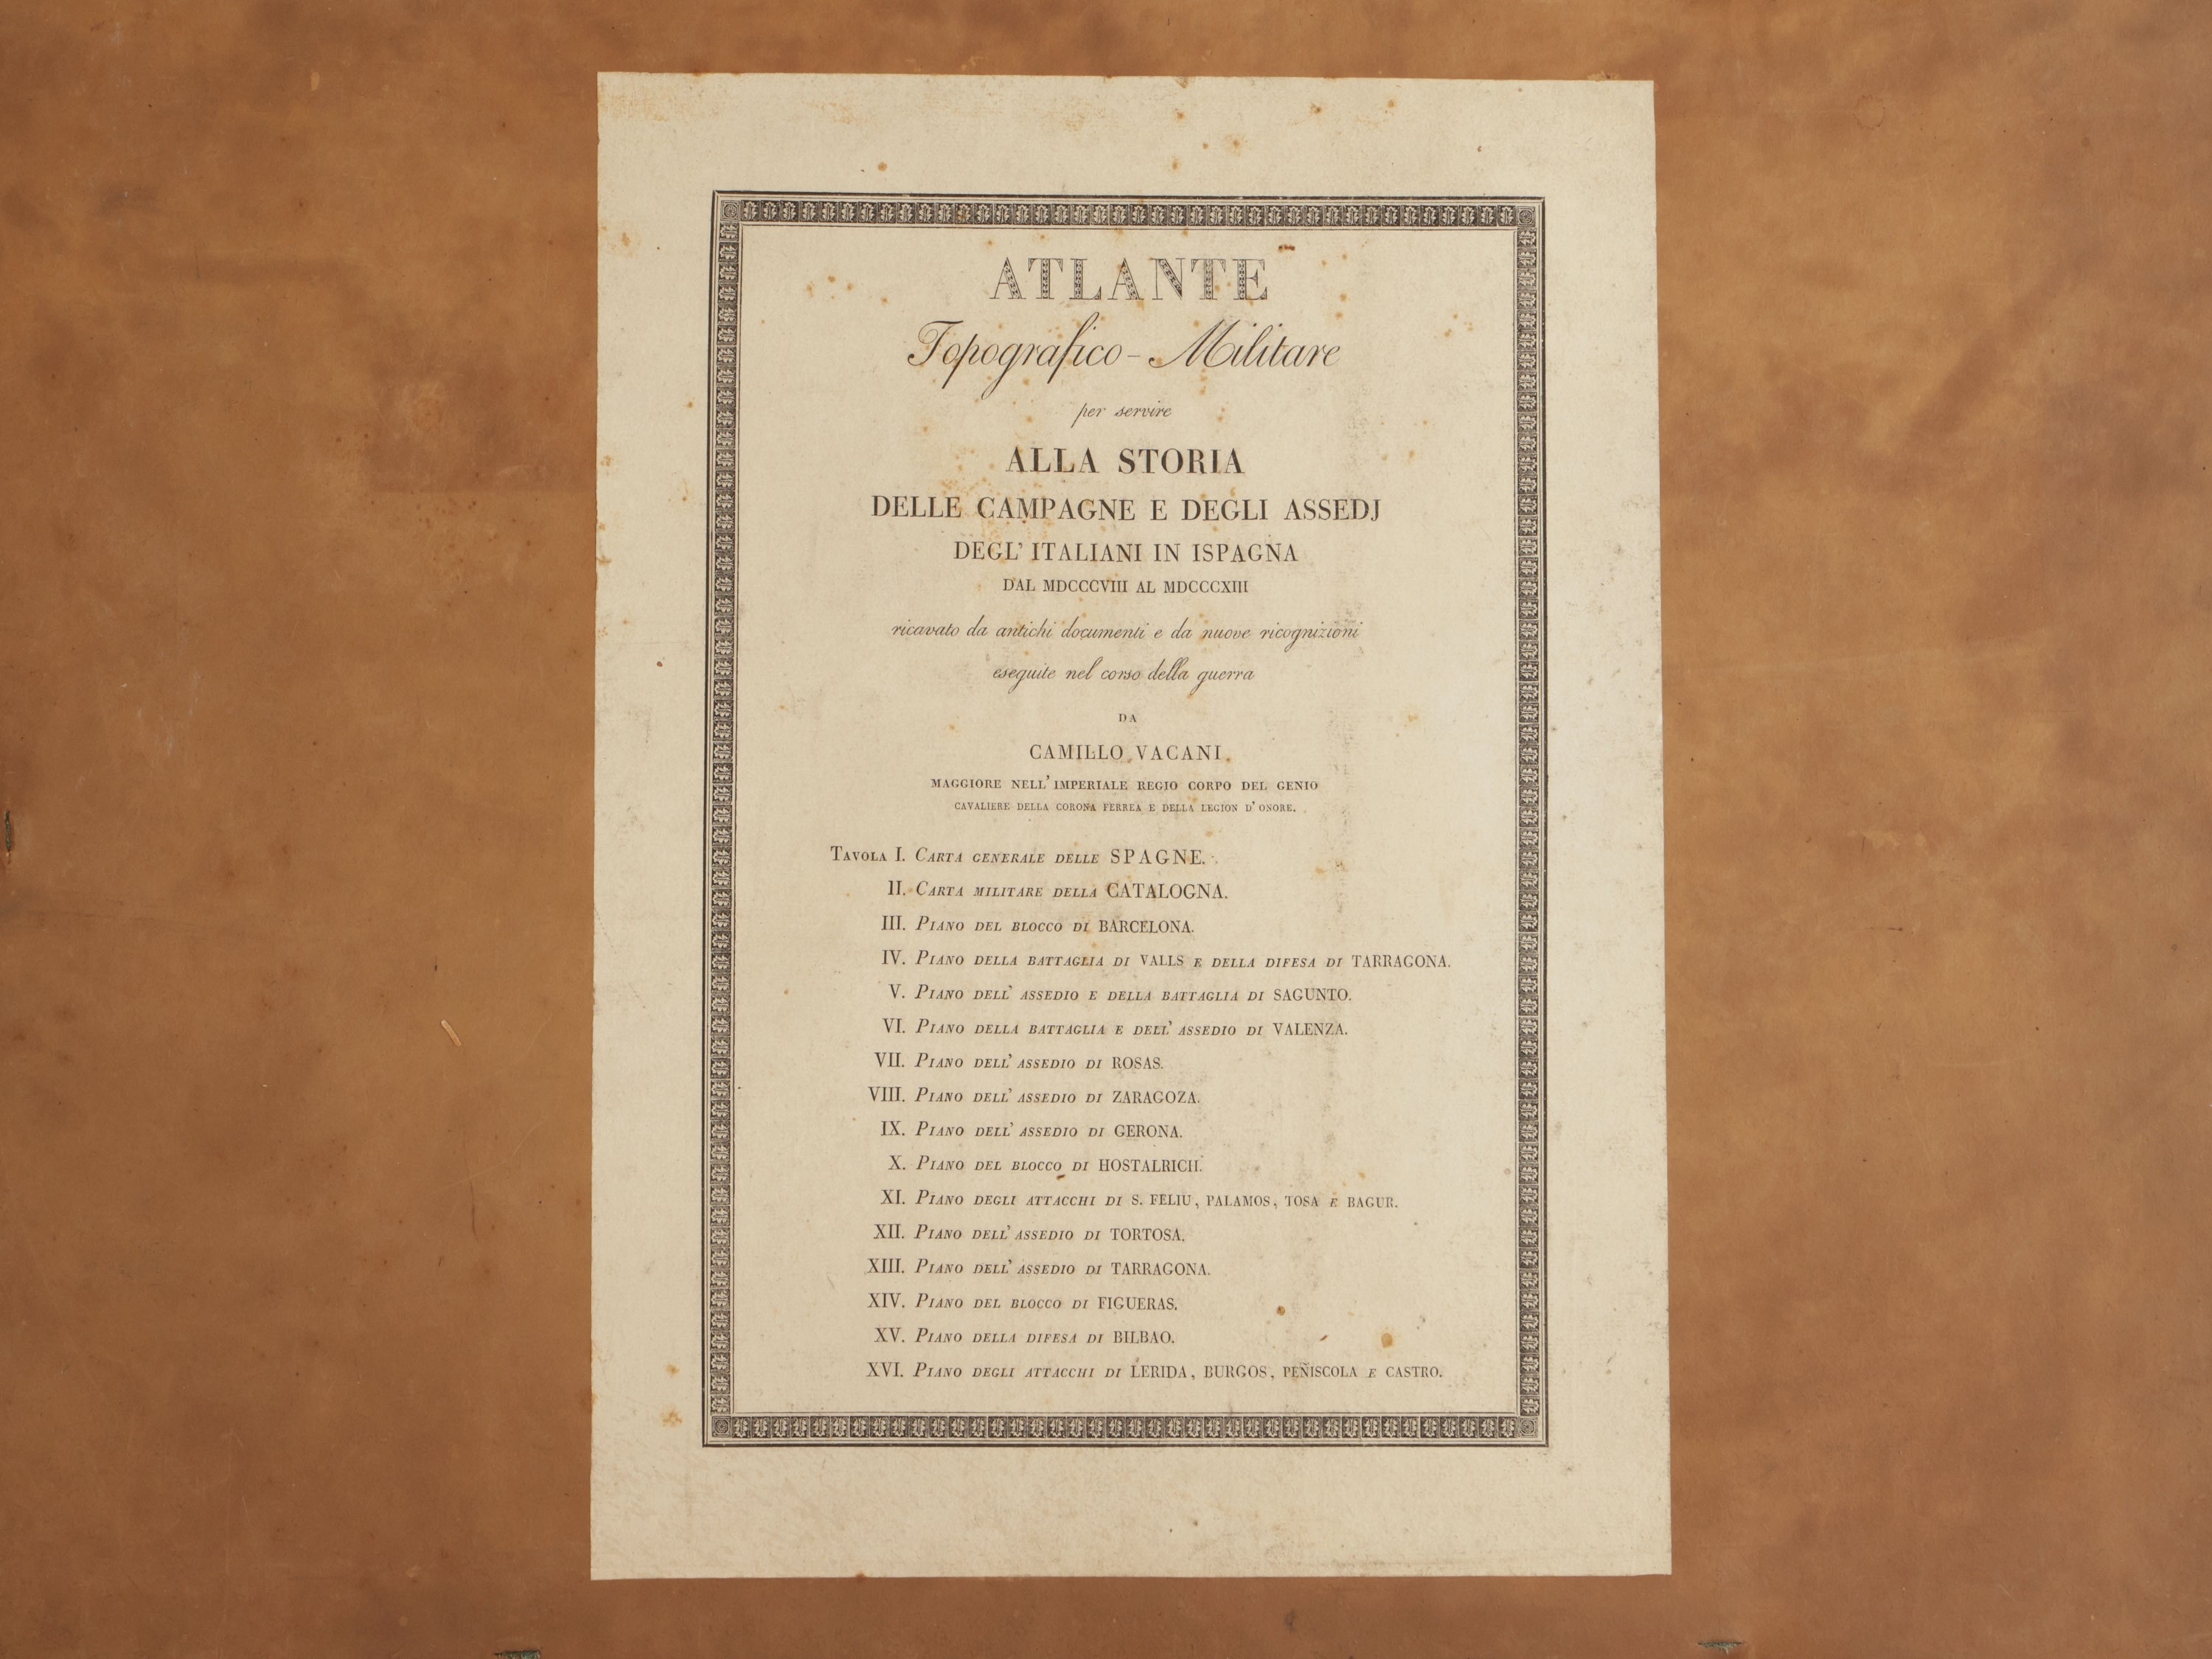 ATLANTE
Topografico-Militare
per servire
ALLA STORIA
DELLE CAMPAGNE E DEGLI ASSEDJ
DEGL' ITALIANI IN ISPAGNA
DAL MDCCCVIII AL MDCCCXIII
ricavato da antichi documenti e da nuove ricognizioni
eseguite nel corso della guerra
DA
CAMILLO VACANI.
MAGGIORE NELL' IMPERIALE REGIO CORPO DEL GENIO
CAVALIERE DELLA CORONA FERREA E DELLA LEGION D' ONORE.
TAVOLA I. CARTA GENERALE DELLE SPAGNE.
II. CARTA MILITARE DELLA CATALOGNA.
III. PIANO DEL BLOCCO DI BARCELONA.
IV. PIANO DELLA BATTAGLIA DI VALLS E DELLA DIFESA DI TARRAGONA.
V. PIANO DELL' ASSEDIO E DELLA BATTAGLIA DI SAGUNTO.
VI. PIANO DELLA BATTAGLIA E DELL' ASSEDIO DI VALENZA.
VII. PIANO DELL' ASSEDIO DI ROSAS.
VIII. PIANO DELL' ASSEDIO DI ZARAGOZA.
IX. PIANO DELL' ASSEDIO DI GERONA.
X. PIANO DEL BLOCCO DI HOSTALRICH.
XI. PIANO DEGLI ATTACCHI DI S. FELIU, PALAMOS, TOSA E BAGUR.
XII. PIANO DELL' ASSEDIO DI TORTOSA.
XIII. PIANO DELL' ASSEDIO DI TARRAGONA.
XIV. PIANO DEL BLOCCO DI FIGUERAS.
XV. PIANO DELLA DIFESA DI BILBAO.
XVI. PIANO DEGLI ATTACCHI DI LERIDA, BURGOS, PEÑISCOLA E CASTRO.